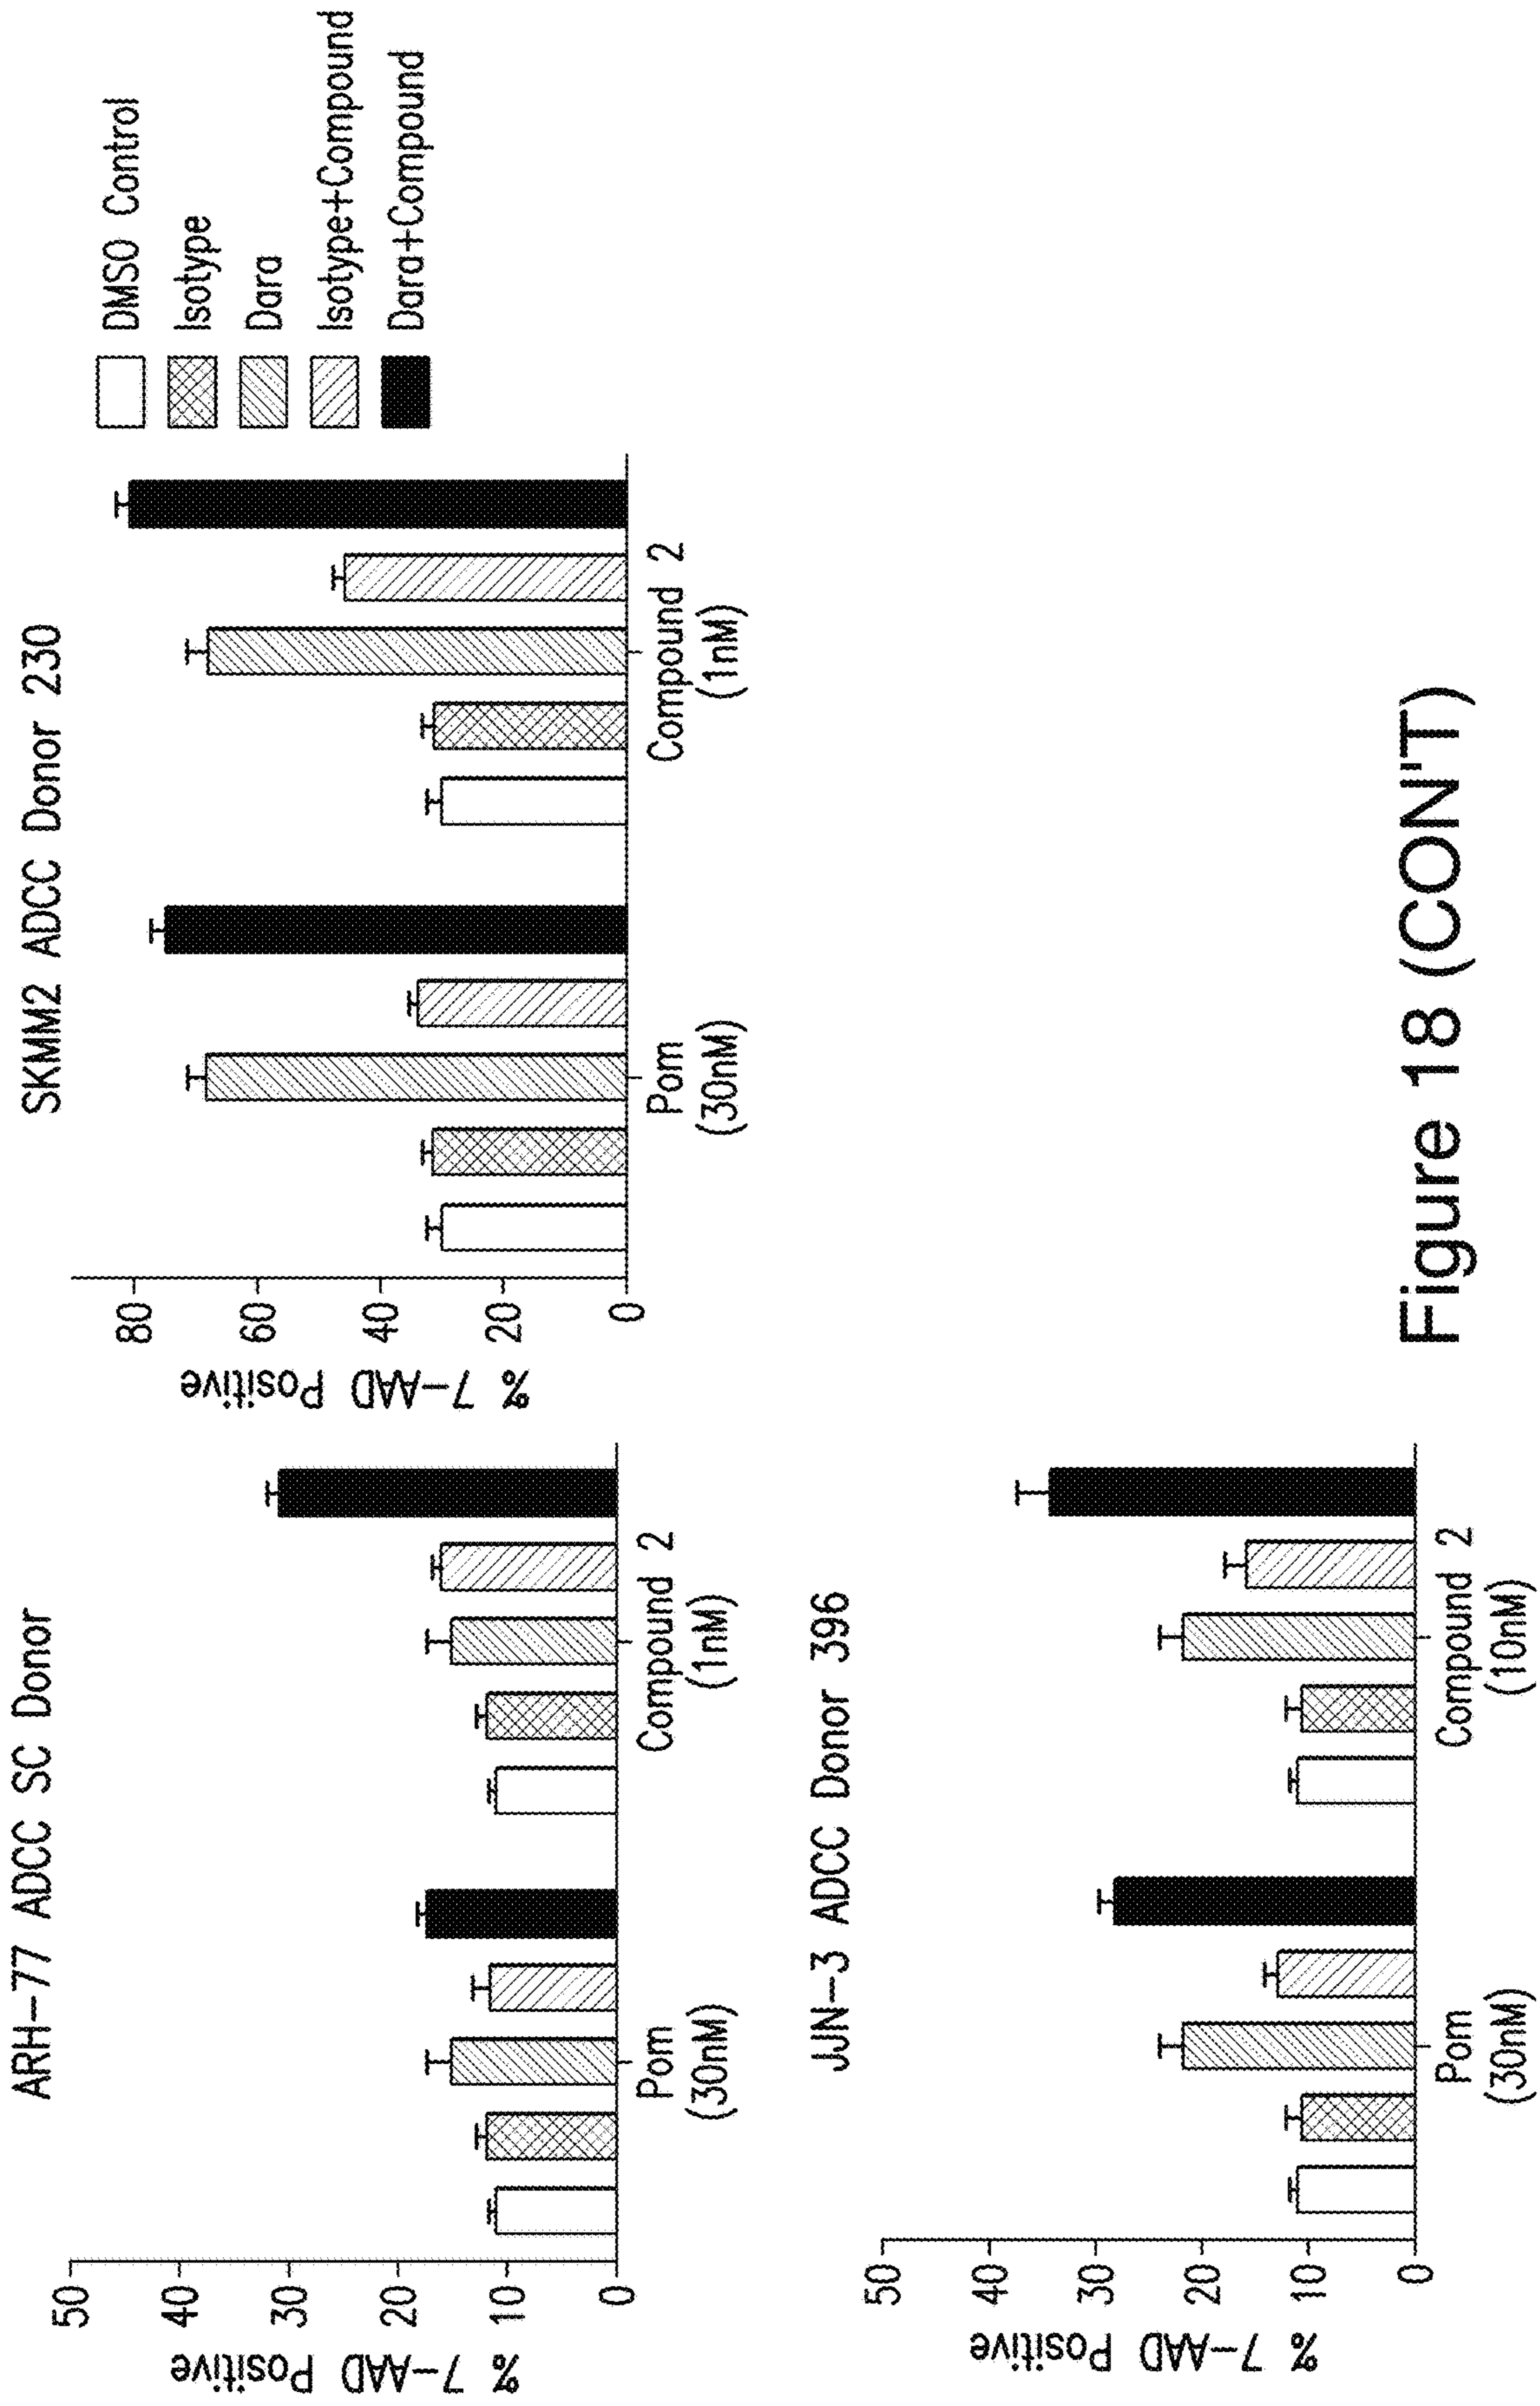 ARH-77 ADCC SC Donor
% 7-AAD Positive
50
40
30
20
10
0
Pom
(30nM)
Compound 2
(1nM)
SKMM2 ADCC Donor 230
% 7-AAD Positive
80
60
40
20
0
Pom
(30nM)
Compound 2
(1nM)
DMSO Control
Isotype
Dara
Isotype+Compound
Dara+Compound
JJN-3 ADCC Donor 396
% 7-AAD Positive
50
40
30
20
10
0
Pom
(30nM)
Compound 2
(10nM)
Figure 18 (CON'T)